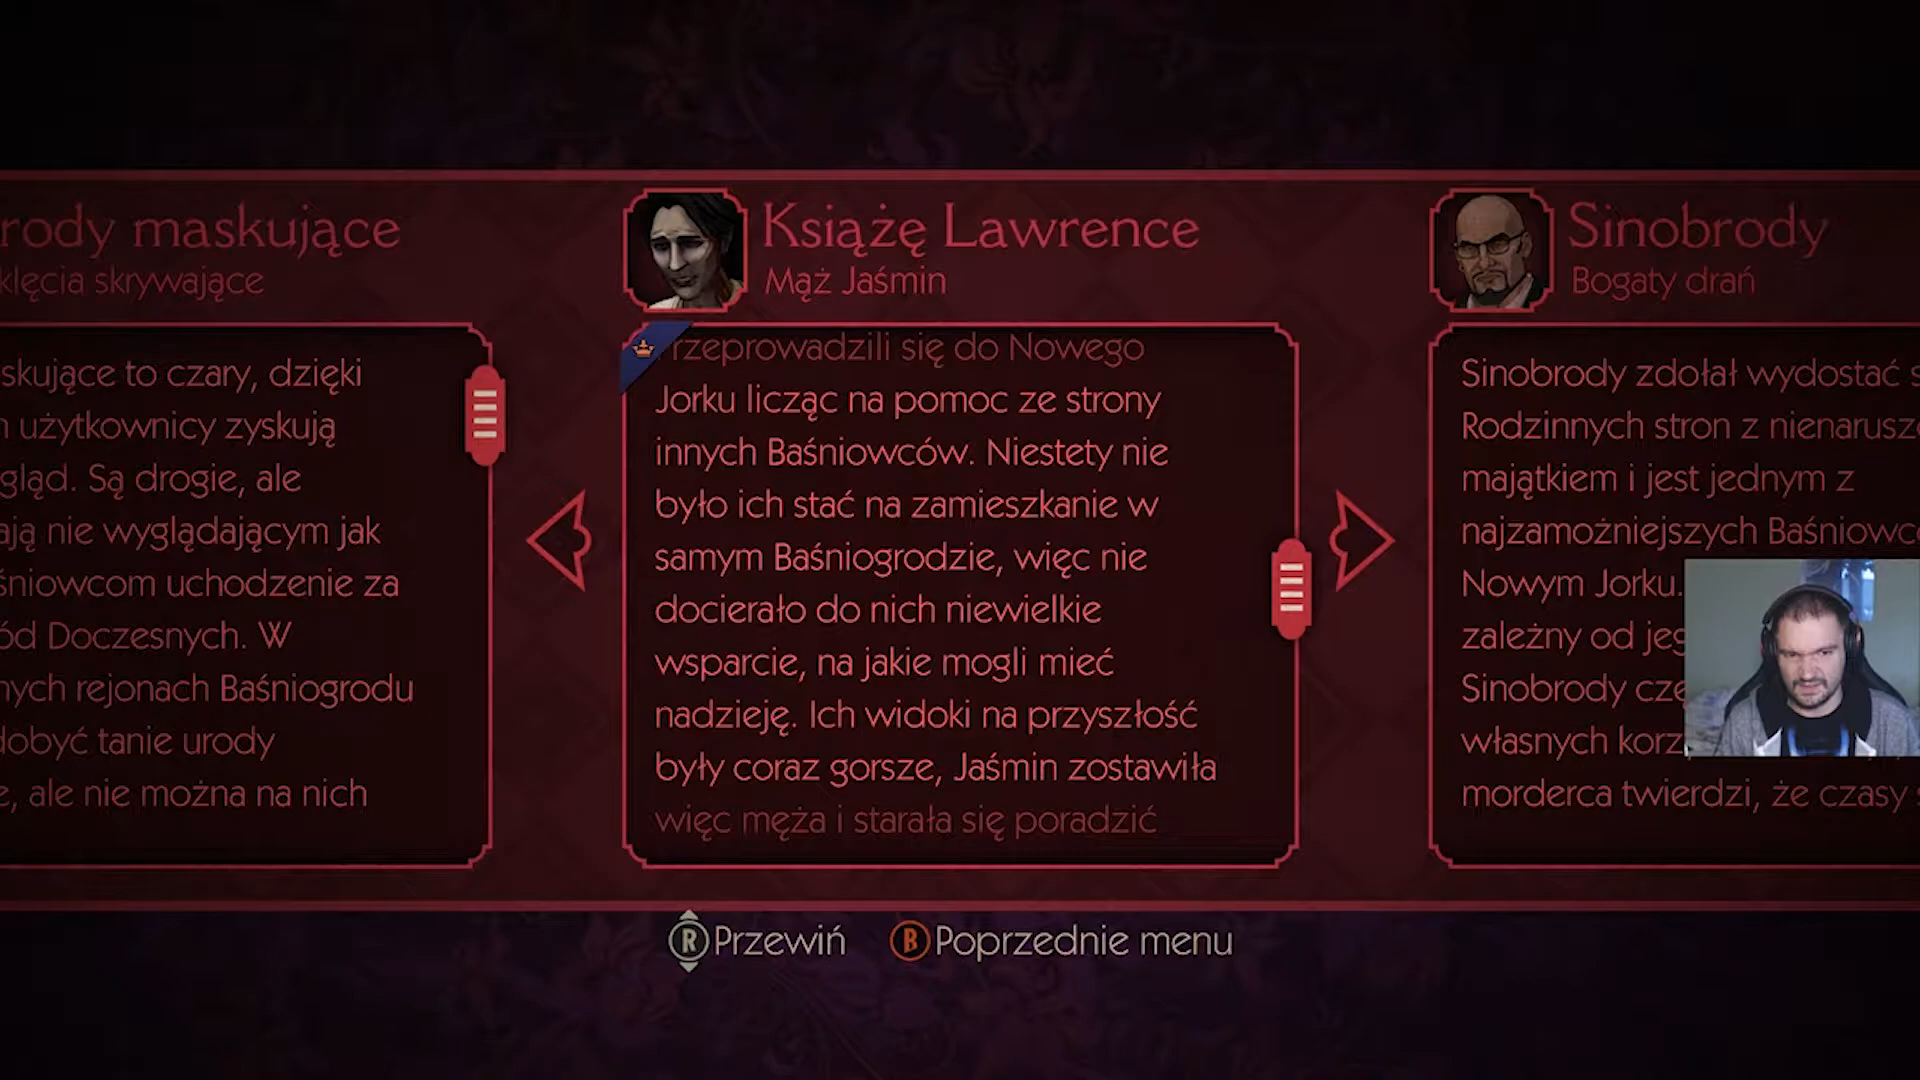 rody maskujące
klęcia skrywające
skujące to czary, dzięki
użytkownicy zyskują
gląd. Są drogie, ale
ają nie wyglądającym jak
śniowcom uchodzenie za
ód Doczesnych. W
nych rejonach Baśniogrodu
dobyć tanie urody
e, ale nie można na nich
Książę Lawrence
Mąż Jaśmin
rzeprowadzili się do Nowego
Jorku licząc na pomoc ze strony
innych Baśniowców. Niestety nie
było ich stać na zamieszkanie w
samym Baśniogrodzie, więc nie
docierało do nich niewielkie
wsparcie, na jakie mogli mieć
nadzieję. Ich widoki na przyszłość
były coraz gorsze, Jaśmin zostawiła
więc męża i starała się poradzić
Sinobrody
Bogaty drań
Sinobrody zdołał wydostać s
Rodzinnych stron z nienarusz
majątkiem i jest jednym z
najzamożniejszych Baśniowc
Nowym Jorku.
zależny od jeg
Sinobrody czę
własnych korz
morderca twierdzi, że czasy s
R Przewiń
B Poprzednie menu